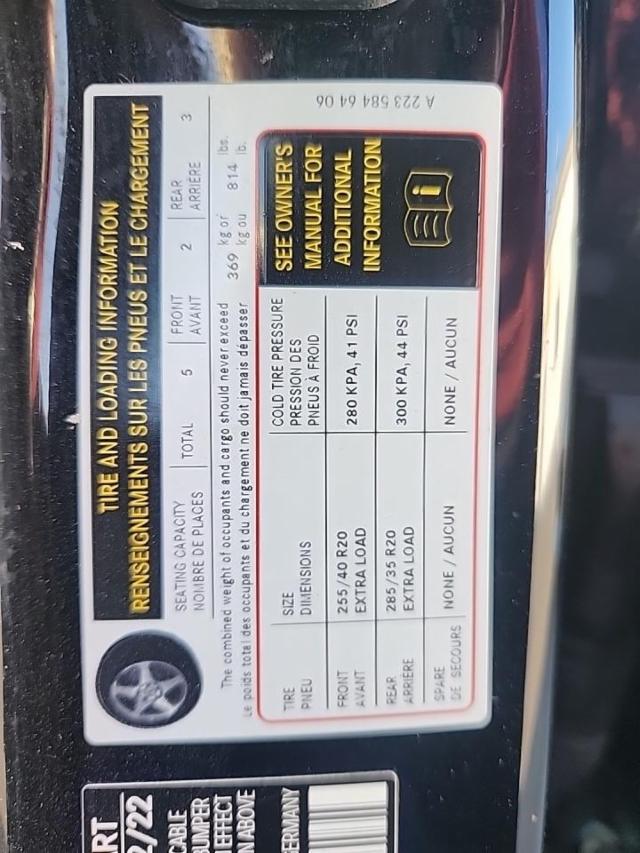 TIRE AND LOADING INFORMATION
RENSEIGNEMENTS SUR LES PNEUS ET LE CHARGEMENT
SEATING CAPACITY TOTAL 5 FRONT 2 REAR 3
NOMBRE DE PLACES AVANT ARRIÈRE
The combined weight of occupants and cargo should never exceed 369 kg or 814 lbs.
Le poids total des occupants et du chargement ne doit jamais dépasser kg ou lb.
TIRE SIZE COLD TIRE PRESSURE
PNEU DIMENSIONS PRESSION DES
PNEUS À FROID
FRONT 255/40 R20 280 KPA, 41 PSI
AVANT EXTRA LOAD
REAR 285/35 R20 300 KPA, 44 PSI
ARRIÈRE EXTRA LOAD
SPARE NONE / AUCUN NONE / AUCUN
DE SECOURS
SEE OWNER'S
MANUAL FOR
ADDITIONAL
INFORMATION
i
A 223 584 64 06
ART
2/22
CABLE
BUMPER
EFFECT
ABOVE
ERMANY